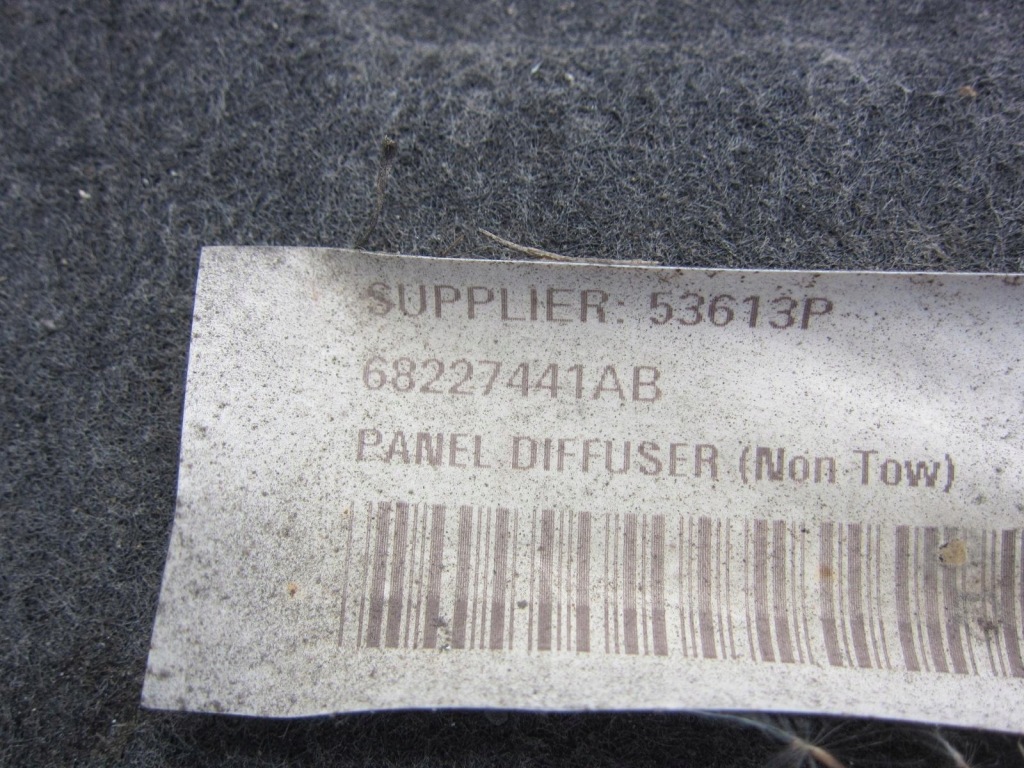 SUPPLIER: 53613P
68227441AB
PANEL DIFFUSER (Non Tow)